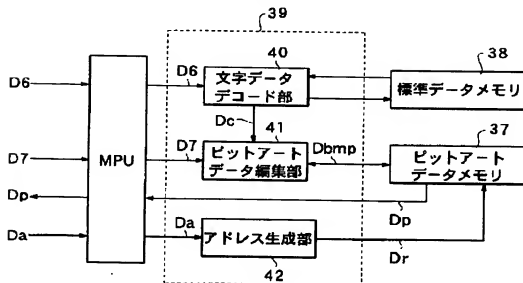 39
40
38
D6
D6
文字データ
デコード部
標準データメモリ
Dc
41
37
D7
MPU
D7
ビットアート
データ編集部
Dbmp
ビットアート
データメモリ
Dp
Dp
Da
Da
アドレス生成部
Dr
42